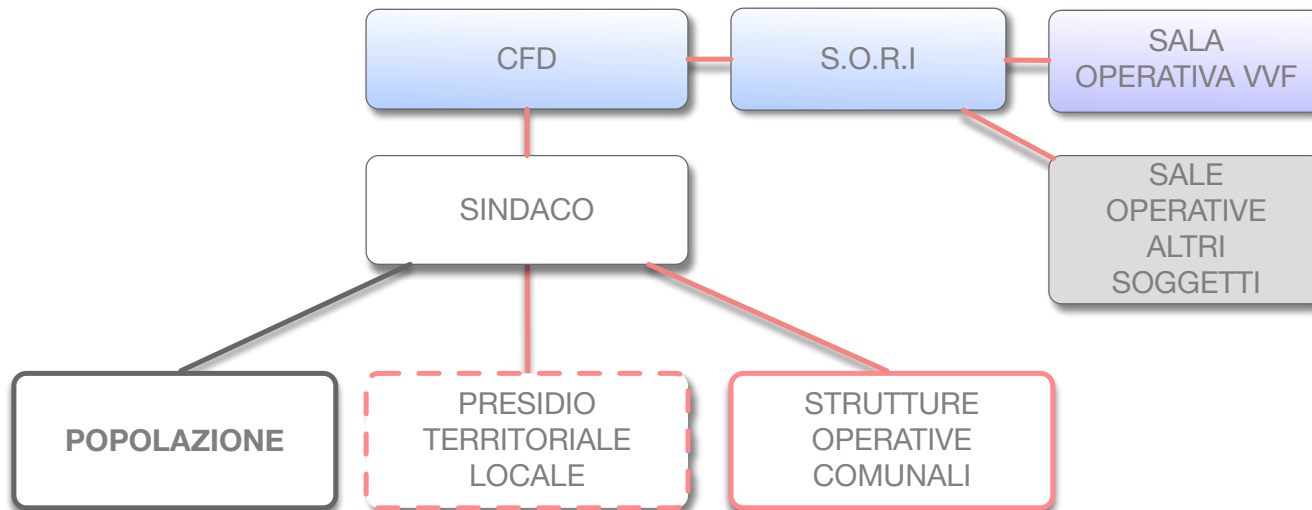 CFD
S.O.R.I
SALA
OPERATIVA VVF
SINDACO
SALE
OPERATIVE
ALTRI
SOGGETTI
POPOLAZIONE
PRESIDIO
TERRITORIALE
LOCALE
STRUTTURE
OPERATIVE
COMUNALI